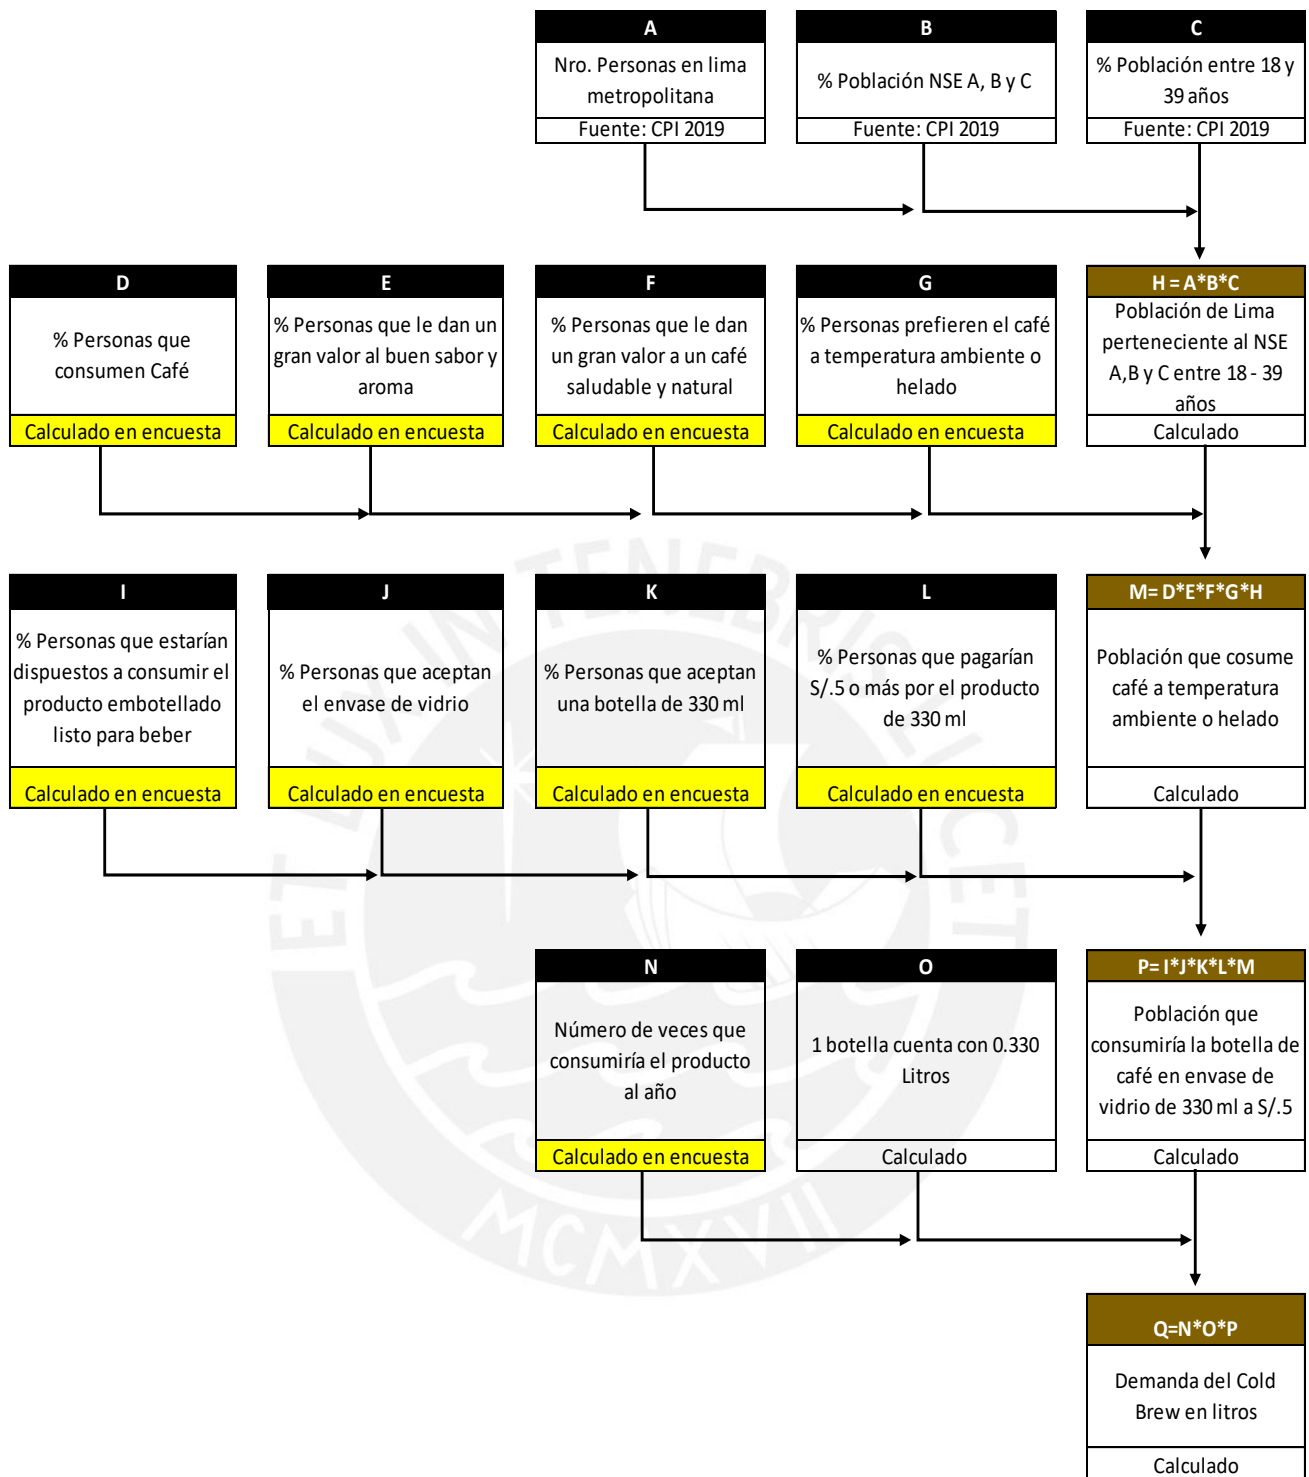 A
Nro. Personas en lima
metropolitana
Fuente: CPI 2019
B
% Población NSE A, B y C
Fuente: CPI 2019
C
% Población entre 18 y
39 años
Fuente: CPI 2019
D
% Personas que
consumen Café
Calculado en encuesta
E
% Personas que le dan un
gran valor al buen sabor y
aroma
Calculado en encuesta
F
% Personas que le dan
un gran valor a un café
saludable y natural
Calculado en encuesta
G
% Personas prefieren el café
a temperatura ambiente o
helado
Calculado en encuesta
H = A*B*C
Población de Lima
perteneciente al NSE
A,B y C entre 18 - 39
años
Calculado
I
% Personas que estarían
dispuestos a consumir el
producto embotellado
listo para beber
Calculado en encuesta
J
% Personas que aceptan
el envase de vidrio
Calculado en encuesta
K
% Personas que aceptan
una botella de 330 ml
Calculado en encuesta
L
% Personas que pagarían
S/.5 o más por el producto
de 330 ml
Calculado en encuesta
M= D*E*F*G*H
Población que cosume
café a temperatura
ambiente o helado
Calculado
N
Número de veces que
consumiría el producto
al año
Calculado en encuesta
O
1 botella cuenta con 0.330
Litros
Calculado
P= I*J*K*L*M
Población que
consumiría la botella de
café en envase de
vidrio de 330 ml a S/.5
Calculado
Q=N*O*P
Demanda del Cold
Brew en litros
Calculado
ET LUX IN TENEBRIS LUCET
MCMXVII